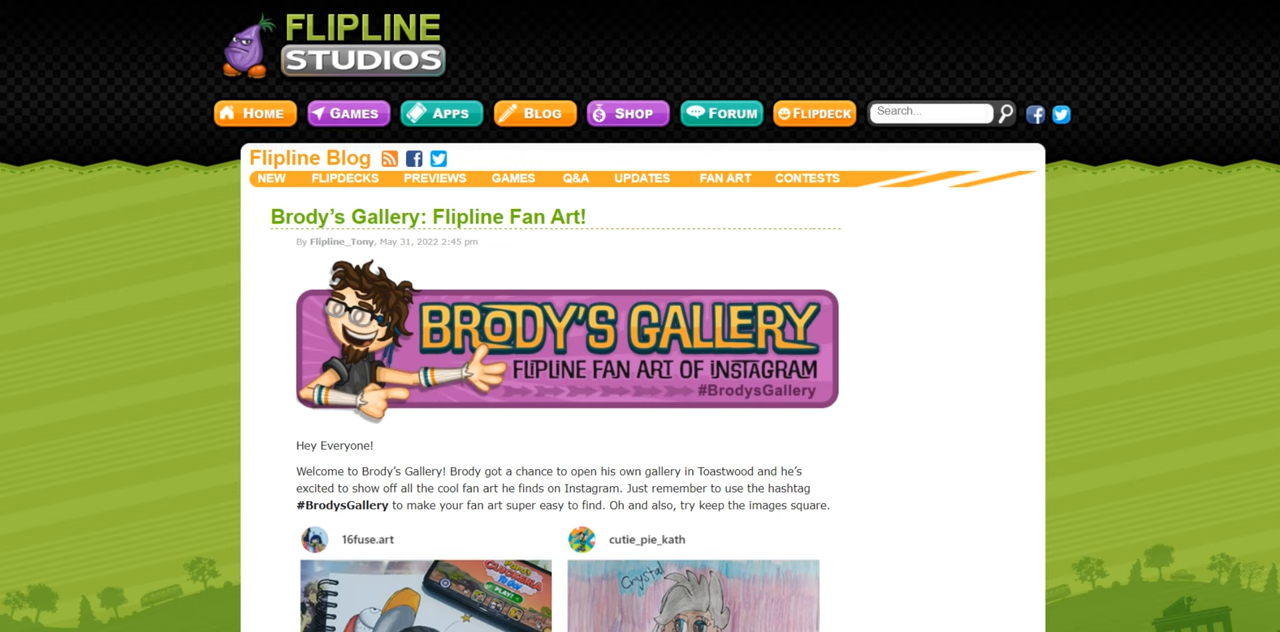 FLIPLINE
STUDIOS
HOME GAMES APPS BLOG SHOP FORUM FLIPDECK Search...
Flipline Blog
NEW FLIPDECKS PREVIEWS GAMES Q&A UPDATES FAN ART CONTESTS
Brody’s Gallery: Flipline Fan Art!
By Flipline_Tony, May 31, 2022 2:45 pm
BRODY'S GALLERY
FLIPLINE FAN ART OF INSTAGRAM
#BrodysGallery
Hey Everyone!
Welcome to Brody’s Gallery! Brody got a chance to open his own gallery in Toastwood and he’s
excited to show off all the cool fan art he finds on Instagram. Just remember to use the hashtag
#BrodysGallery to make your fan art super easy to find. Oh and also, try keep the images square.
16fuse.art cutie_pie_kath
PLAY!
Crystal